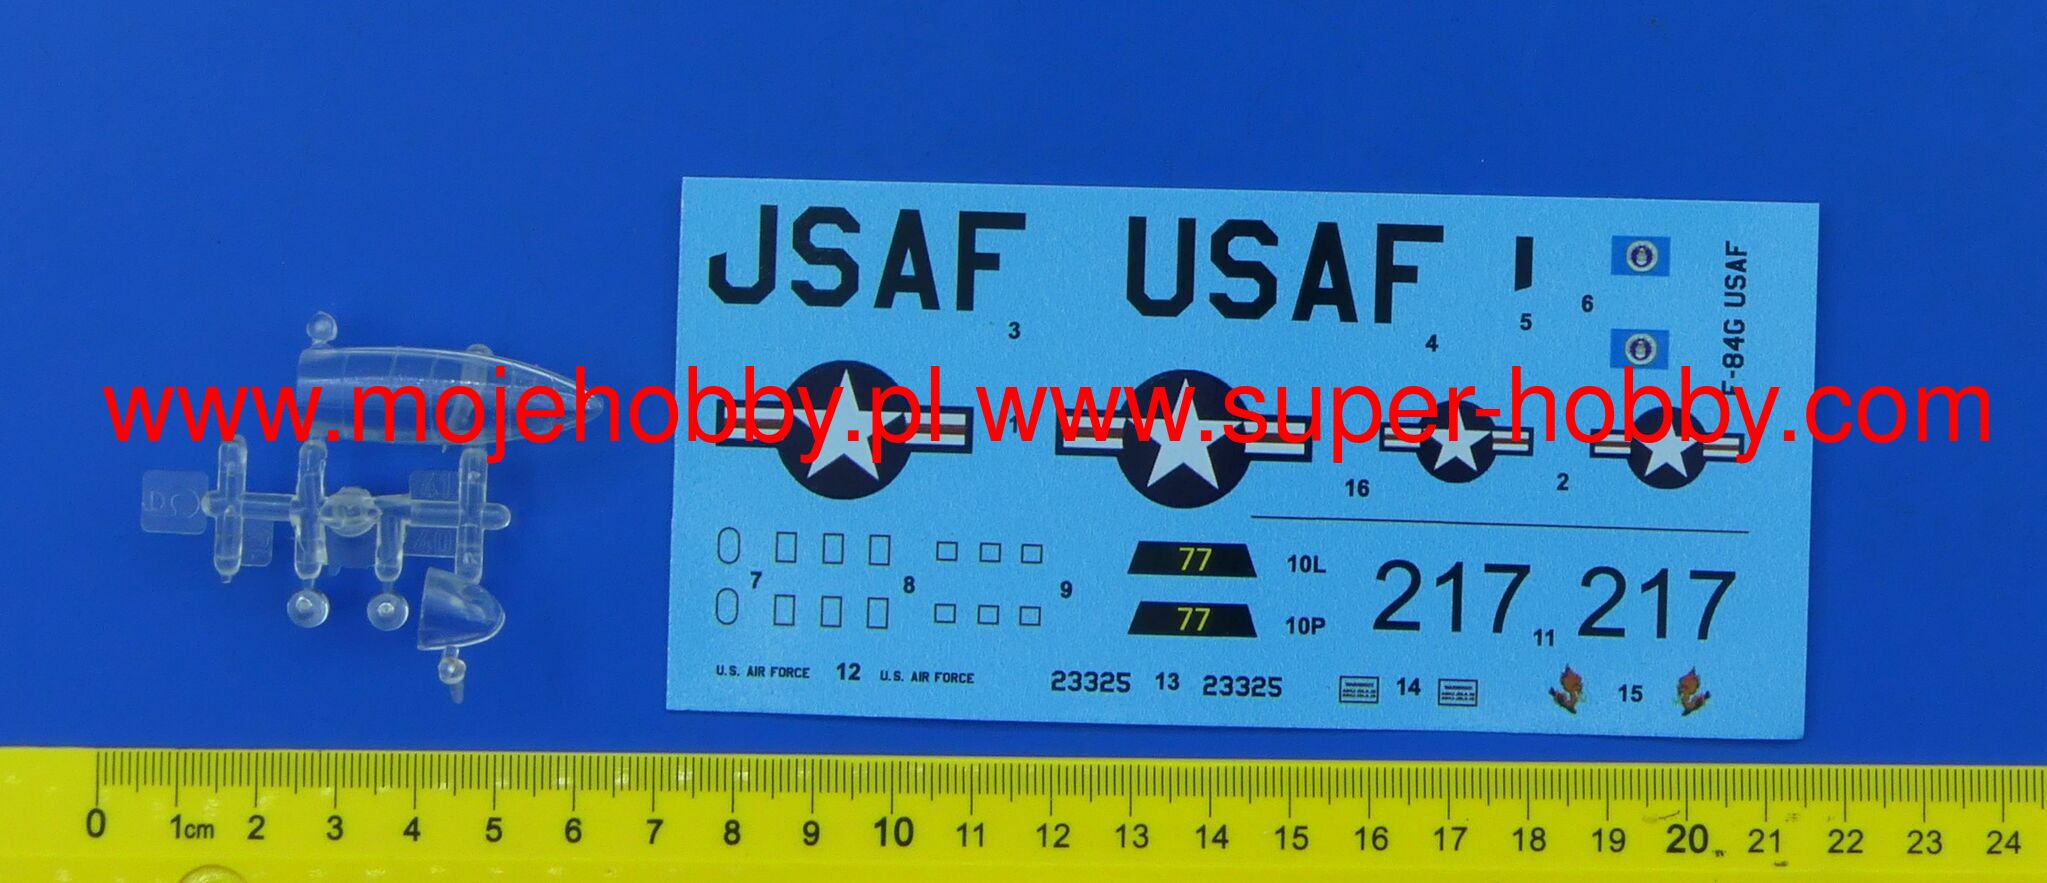 JSAF
3
USAF
4
5
6
F-84G USAF
www.mojehobby.pl www.super-hobby.com
1
16
2
7
8
9
77
10L
77
10P
217
11
217
U.S. AIR FORCE
12
U.S. AIR FORCE
23325
13
23325
WARNING
14
WARNING
15
0 1cm 2 3 4 5 6 7 8 9 10 11 12 13 14 15 16 17 18 19 20 21 22 23 24